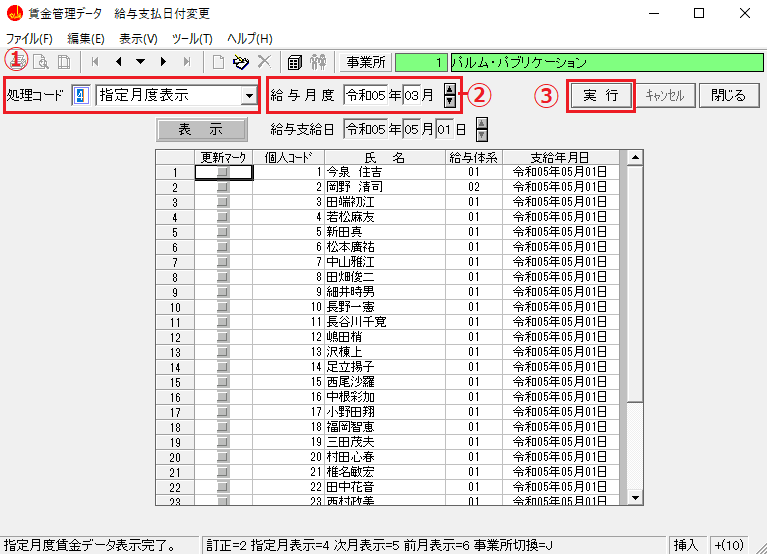 賃金管理データ　給与支払日付変更
ファイル(F)　編集(E)　表示(V)　ツール(T)　ヘルプ(H)
①
事業所　1　パルム・パブリケーション
処理コード　4　指定月度表示　給与月度　令和05年03月　②　③　実行　ｷｬﾝｾﾙ　閉じる
表示　給与支給日　令和05年05月01日
更新マーク　個人コード　氏名　給与体系　支給年月日
1　1　今泉　住吉　01　令和05年05月01日
2　2　岡野　清司　02　令和05年05月01日
3　3　田端初江　01　令和05年05月01日
4　4　若松麻友　01　令和05年05月01日
5　5　新田真　01　令和05年05月01日
6　6　松本廣祐　01　令和05年05月01日
7　7　中山雅江　01　令和05年05月01日
8　8　田畑俊二　01　令和05年05月01日
9　9　細井時男　01　令和05年05月01日
10　10　長野一憲　01　令和05年05月01日
11　11　長谷川千寛　01　令和05年05月01日
12　12　嶋田梢　01　令和05年05月01日
13　13　沢棟上　01　令和05年05月01日
14　14　足立揚子　01　令和05年05月01日
15　15　西尾沙羅　01　令和05年05月01日
16　16　中根彩加　01　令和05年05月01日
17　17　小野田翔　01　令和05年05月01日
18　18　福岡智恵　01　令和05年05月01日
19　19　三田茂夫　01　令和05年05月01日
20　20　村田心春　01　令和05年05月01日
21　21　椎名敏宏　01　令和05年05月01日
22　22　田中花音　01　令和05年05月01日
23　23　西村政美　01　令和05年05月01日
指定月度賃金データ表示完了。　訂正=2 指定月表示=4 次月表示=5 前月表示=6 事業所切換=J　挿入　+(10)